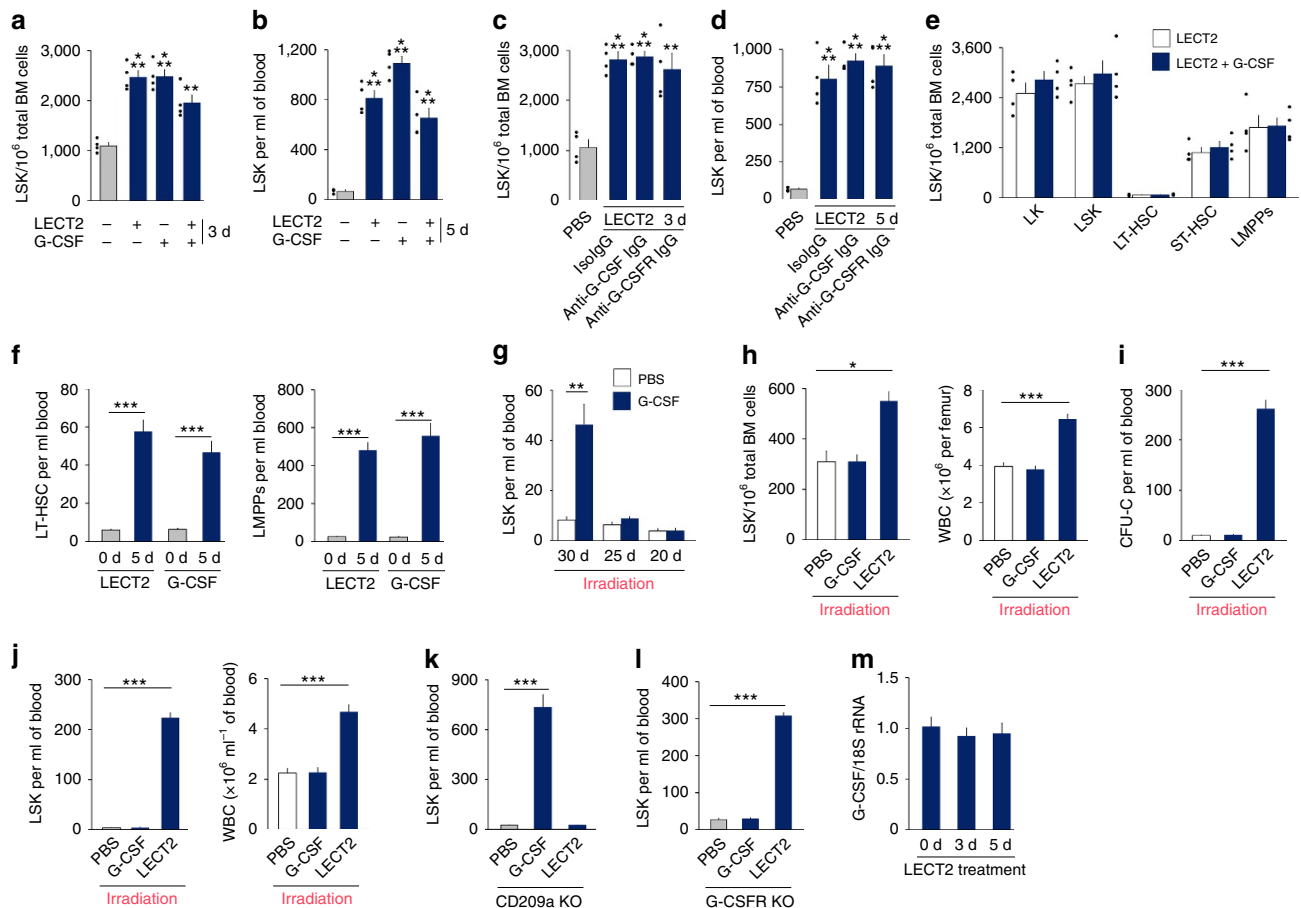 a
LSK/10⁶ total BM cells
3,000
2,000
1,000
0
*
**
*
**
**
LECT2 – + – +
G-CSF – – + +
3 d
b
LSK per ml of blood
1,200
800
400
0
*
**
*
**
*
**
LECT2 – + – +
G-CSF – – + +
5 d
c
LSK/10⁶ total BM cells
3,000
2,000
1,000
0
*
**
*
**
**
PBS
LECT2 3 d
IsoIgG
Anti-G-CSF IgG
Anti-G-CSFR IgG
d
LSK per ml of blood
1,000
750
500
250
0
*
**
*
**
*
**
PBS
LECT2 5 d
IsoIgG
Anti-G-CSF IgG
Anti-G-CSFR IgG
e
LSK/10⁶ total BM cells
3,600
2,600
1,200
0
LECT2
LECT2 + G-CSF
LK
LSK
LT-HSC
ST-HSC
LMPPs
f
LT-HSC per ml blood
80
60
40
20
0
***
***
0 d 5 d 0 d 5 d
LECT2 G-CSF
LMPPs per ml blood
800
600
400
200
0
***
***
0 d 5 d 0 d 5 d
LECT2 G-CSF
g
LSK per ml of blood
60
40
20
0
PBS
G-CSF
**
30 d 25 d 20 d
Irradiation
h
LSK/10⁶ total BM cells
600
400
200
0
*
PBS
G-CSF
LECT2
Irradiation
WBC (×10⁶ per femur)
8
6
4
2
0
***
PBS
G-CSF
LECT2
Irradiation
i
CFU-C per ml of blood
300
200
100
0
***
PBS
G-CSF
LECT2
Irradiation
j
LSK per ml of blood
300
200
100
0
***
PBS
G-CSF
LECT2
Irradiation
WBC (×10⁶ ml⁻¹ of blood)
6
4
2
0
***
PBS
G-CSF
LECT2
Irradiation
k
LSK per ml of blood
900
600
300
0
***
PBS
G-CSF
LECT2
CD209a KO
l
LSK per ml of blood
400
300
200
100
0
***
PBS
G-CSF
LECT2
G-CSFR KO
m
G-CSF/18S rRNA
1.5
1.0
0.5
0
0 d 3 d 5 d
LECT2 treatment